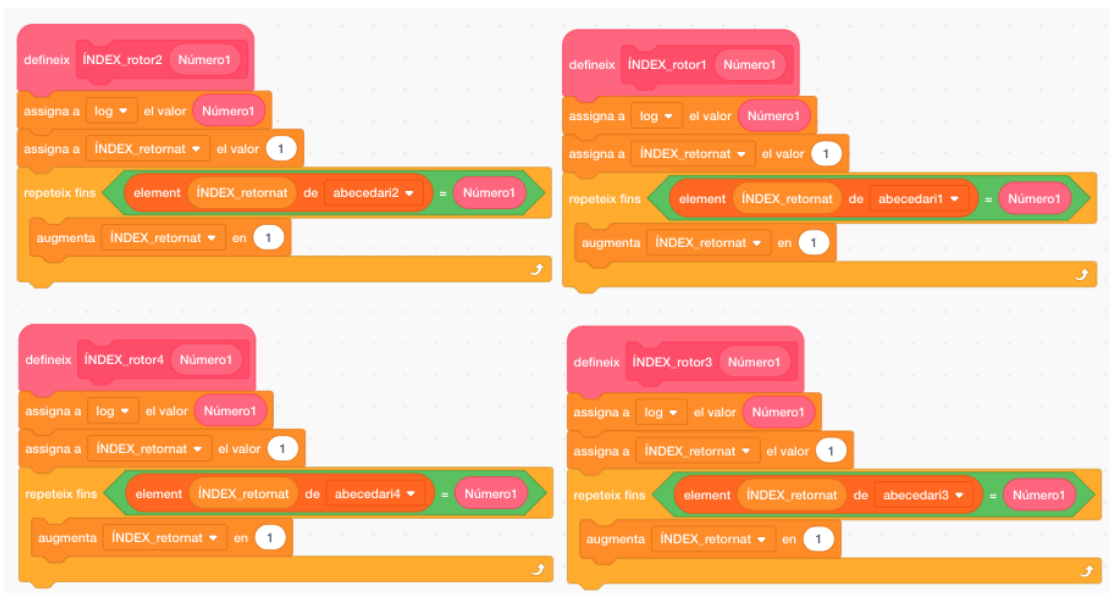 defineix ÍNDEX_rotor2 Número1
assigna a log el valor Número1
assigna a ÍNDEX_retornat el valor 1
repeteix fins element ÍNDEX_retornat de abecedari2 = Número1
augmenta ÍNDEX_retornat en 1
defineix ÍNDEX_rotor1 Número1
assigna a log el valor Número1
assigna a ÍNDEX_retornat el valor 1
repeteix fins element ÍNDEX_retornat de abecedari1 = Número1
augmenta ÍNDEX_retornat en 1
defineix ÍNDEX_rotor4 Número1
assigna a log el valor Número1
assigna a ÍNDEX_retornat el valor 1
repeteix fins element ÍNDEX_retornat de abecedari4 = Número1
augmenta ÍNDEX_retornat en 1
defineix ÍNDEX_rotor3 Número1
assigna a log el valor Número1
assigna a ÍNDEX_retornat el valor 1
repeteix fins element ÍNDEX_retornat de abecedari3 = Número1
augmenta ÍNDEX_retornat en 1